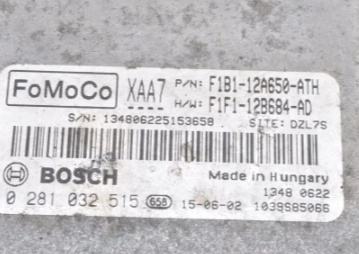 FoMoCo XAA7 P/N: F1B1-12A650-ATH
H/W: F1F1-12B684-AD
S/N: 134806225153658 SITE: DZL7S
BOSCH Made in Hungary
1348 0622
0 281 032 515 658 15-06-02 1039S85066